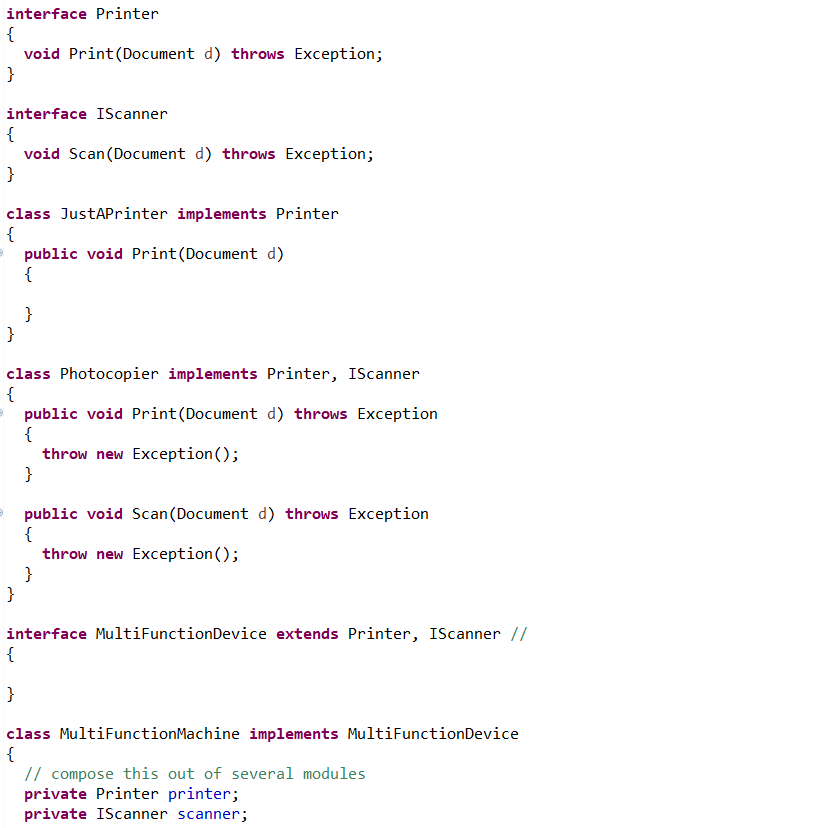 interface Printer
{
  void Print(Document d) throws Exception;
}

interface IScanner
{
  void Scan(Document d) throws Exception;
}

class JustAPrinter implements Printer
{
  public void Print(Document d)
  {

  }
}

class Photocopier implements Printer, IScanner
{
  public void Print(Document d) throws Exception
  {
    throw new Exception();
  }

  public void Scan(Document d) throws Exception
  {
    throw new Exception();
  }
}

interface MultiFunctionDevice extends Printer, IScanner //
{

}

class MultiFunctionMachine implements MultiFunctionDevice
{
  // compose this out of several modules
  private Printer printer;
  private IScanner scanner;